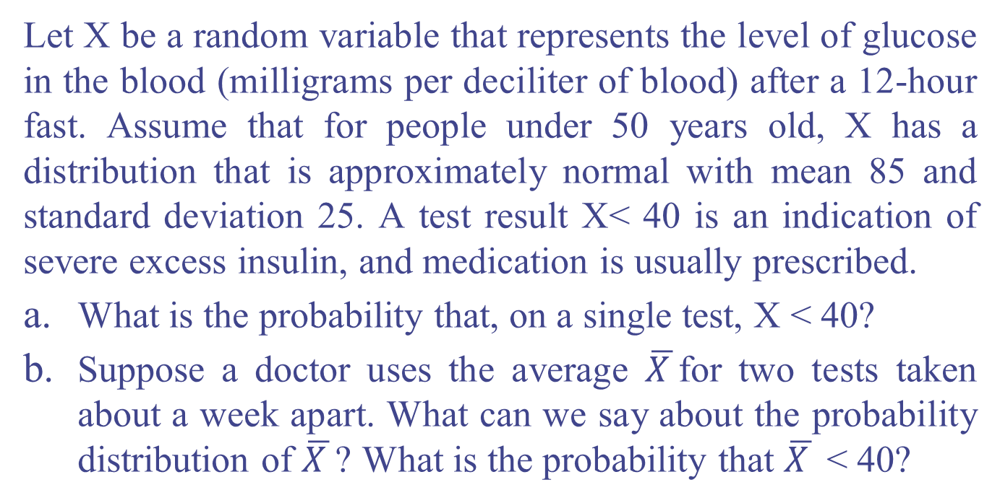 Let X be a random variable that represents the level of glucose
in the blood (milligrams per deciliter of blood) after a 12-hour
fast. Assume that for people under 50 years old, X has a
distribution that is approximately normal with mean 85 and
standard deviation 25. A test result X< 40 is an indication of
severe excess insulin, and medication is usually prescribed.
a. What is the probability that, on a single test, X < 40?
b. Suppose a doctor uses the average X̅ for two tests taken
about a week apart. What can we say about the probability
distribution of X̅ ? What is the probability that X̅ < 40?